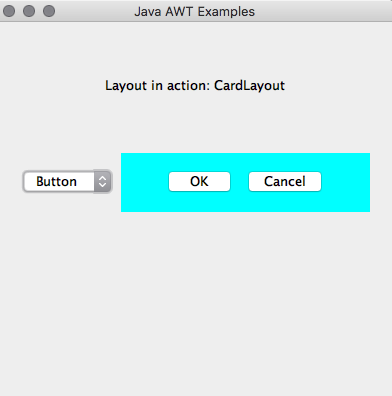 Java AWT Examples
Layout in action: CardLayout
Button OK Cancel